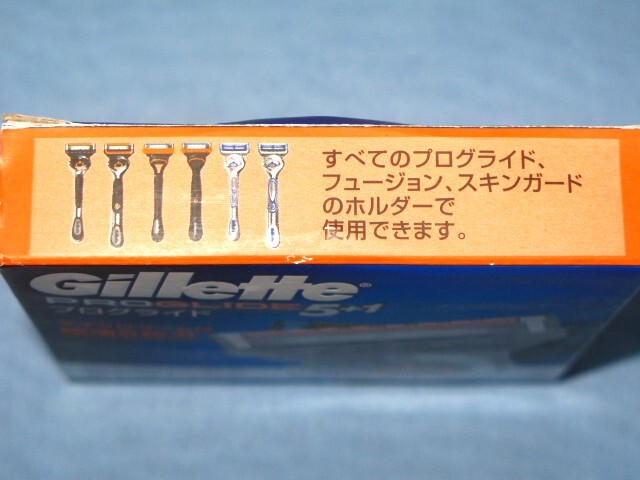 すべてのプログライド、
フュージョン、スキンガード
のホルダーで
使用できます。
Gillette®
PROGLIDE 5+1
プログライド